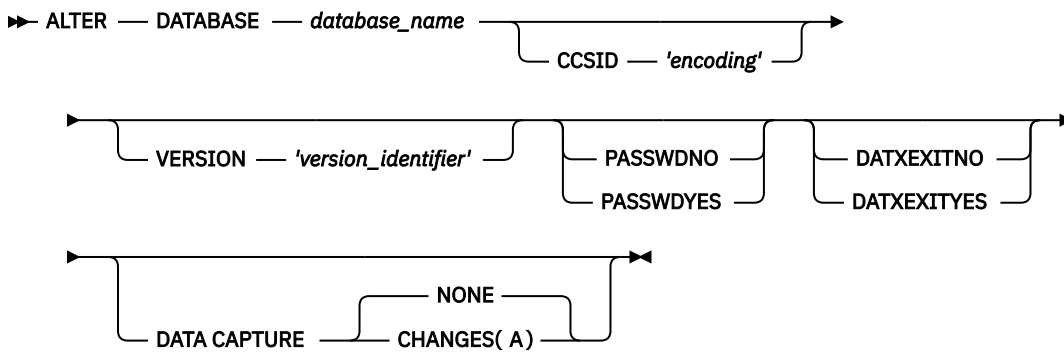 ALTER DATABASE database_name
CCSID 'encoding'
VERSION 'version_identifier'
PASSWDNO
PASSWDYES
DATXEXITNO
DATXEXITYES
DATA CAPTURE
NONE
CHANGES( A)